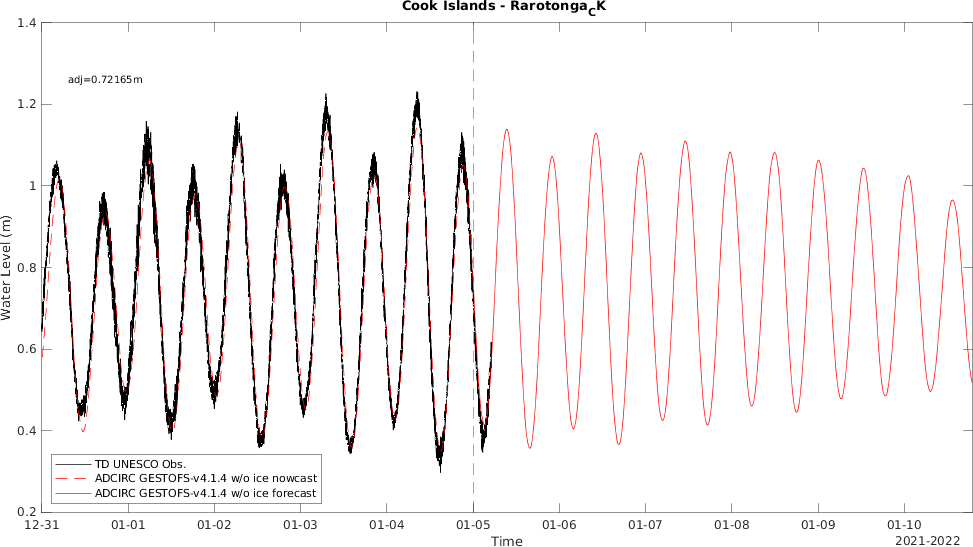 Cook Islands - Rarotonga_CK
1.4
adj=0.72165m
1.2
1
0.8
0.6
0.4
0.2
Water Level (m)
TD UNESCO Obs.
ADCIRC GESTOFS-v4.1.4 w/o ice nowcast
ADCIRC GESTOFS-v4.1.4 w/o ice forecast
12-31 01-01 01-02 01-03 01-04 01-05 01-06 01-07 01-08 01-09 01-10
Time
2021-2022